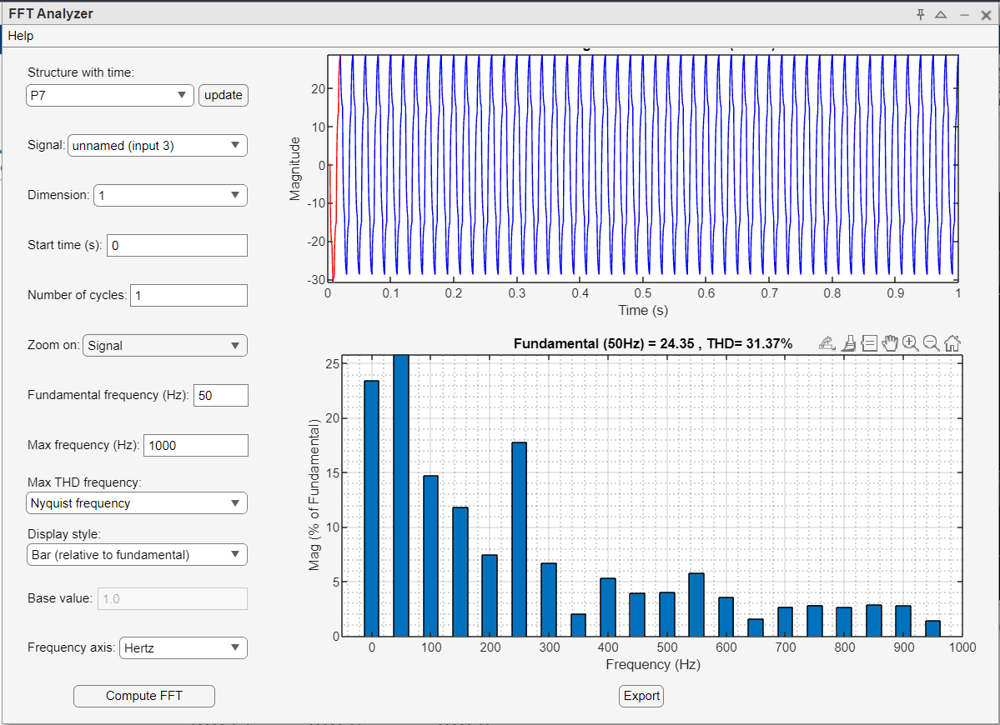 FFT Analyzer
Help
Structure with time:
P7
update
Signal: unnamed (input 3)
Dimension: 1
Start time (s): 0
Number of cycles: 1
Zoom on: Signal
Fundamental frequency (Hz): 50
Max frequency (Hz): 1000
Max THD frequency:
Nyquist frequency
Display style:
Bar (relative to fundamental)
Base value: 1.0
Frequency axis: Hertz
Compute FFT
Magnitude
20
10
0
-10
-20
-30
0 0.1 0.2 0.3 0.4 0.5 0.6 0.7 0.8 0.9 1
Time (s)
Fundamental (50Hz) = 24.35 , THD= 31.37%
Mag (% of Fundamental)
25
20
15
10
5
0
0 100 200 300 400 500 600 700 800 900 1000
Frequency (Hz)
Export